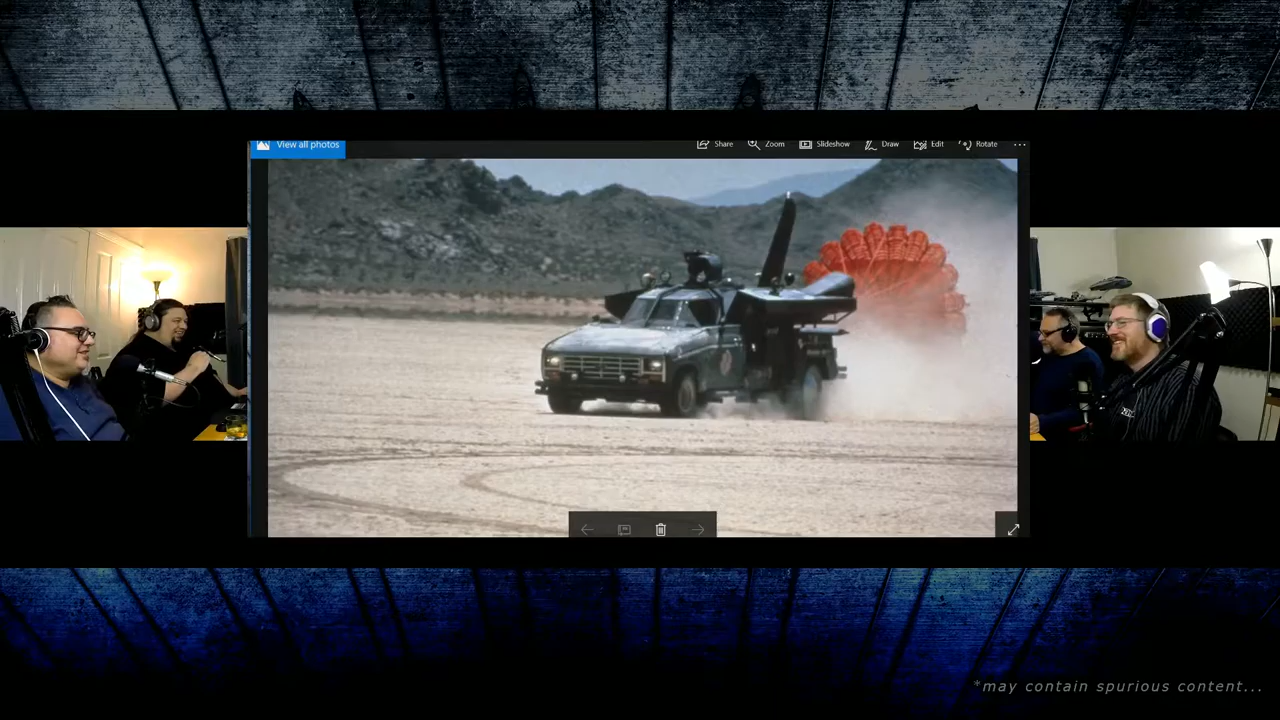 View all photos
Share
Zoom
Slideshow
Draw
Edit
Rotate
*may contain spurious content...